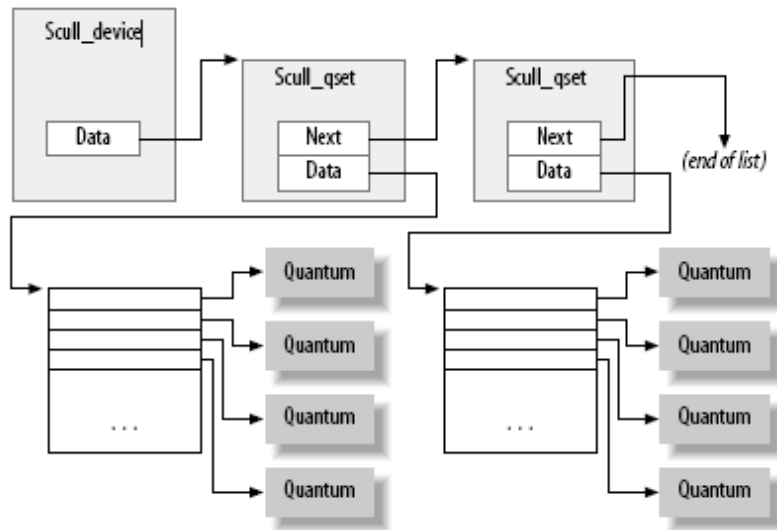 Scull_device
Scull_qset
Scull_qset
Data
Next
Next
(end of list)
Data
Data
Quantum
Quantum
Quantum
Quantum
...
Quantum
...
Quantum
Quantum
Quantum